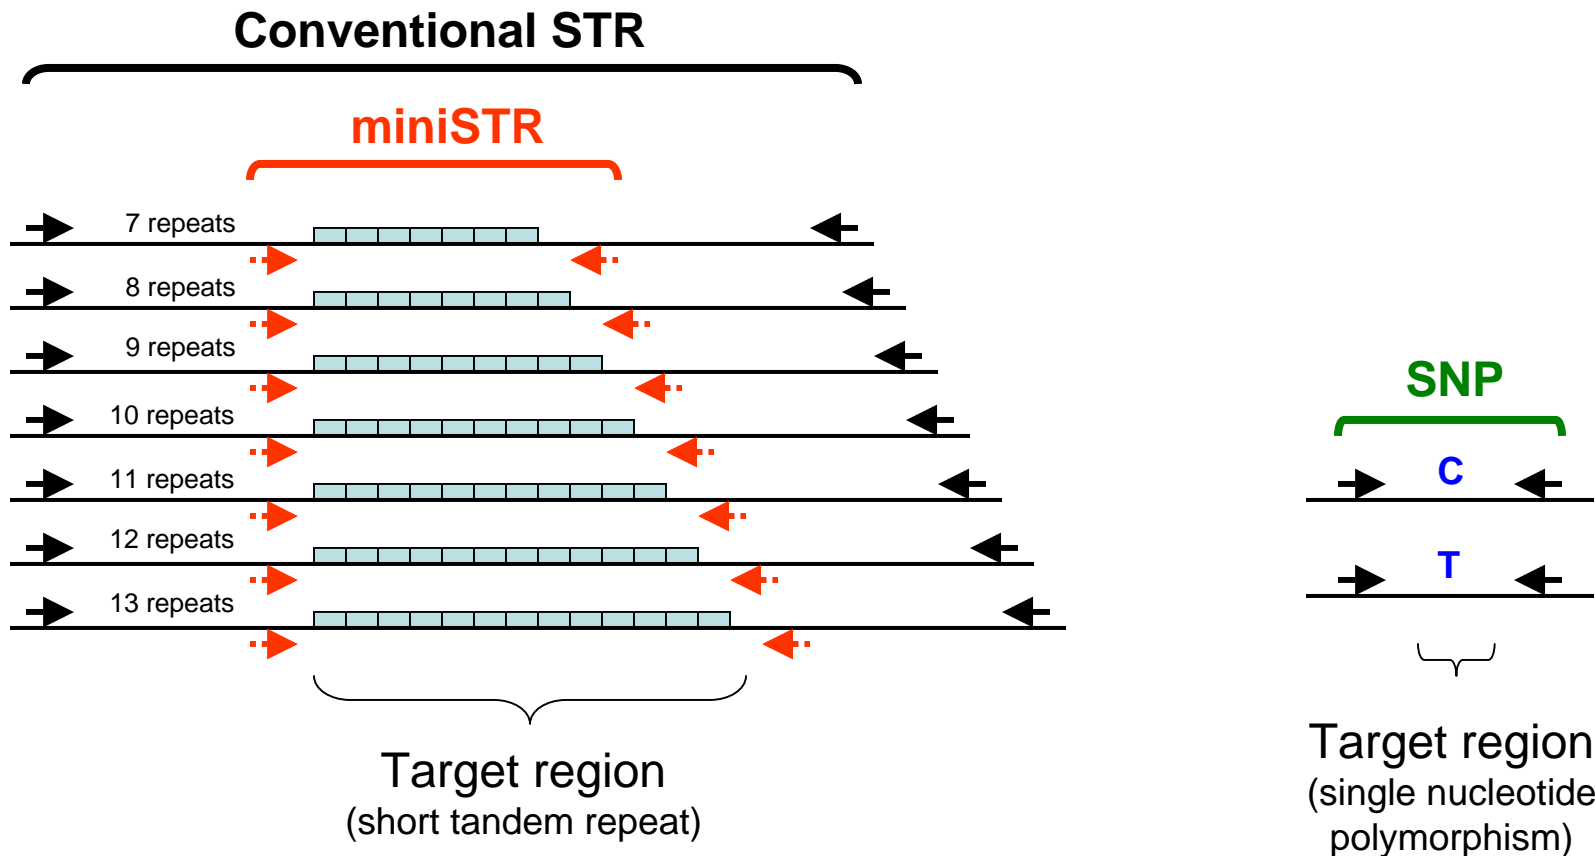 Conventional STR
miniSTR
7 repeats
8 repeats
9 repeats
10 repeats
11 repeats
12 repeats
13 repeats
Target region
(short tandem repeat)
SNP
C
T
Target region
(single nucleotide
polymorphism)